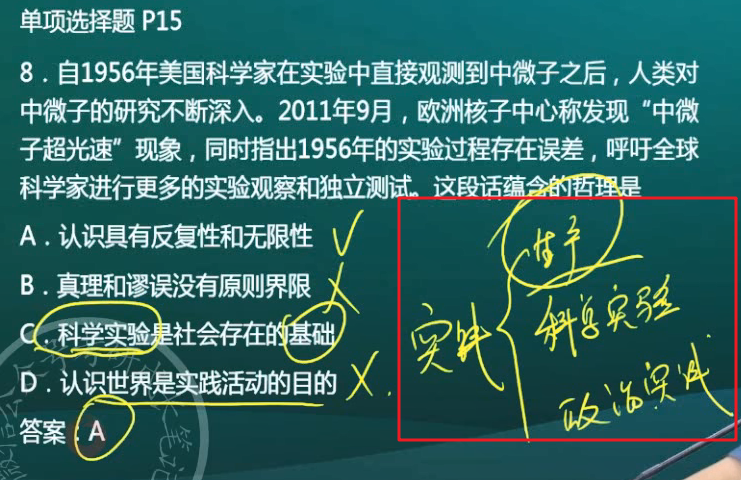 单项选择题 P15
8．自1956年美国科学家在实验中直接观测到中微子之后，人类对
中微子的研究不断深入。2011年9月，欧洲核子中心称发现“中微
子超光速”现象，同时指出1956年的实验过程存在误差，呼吁全球
科学家进行更多的实验观察和独立测试。这段话蕴含的哲理是
A．认识具有反复性和无限性
B．真理和谬误没有原则界限
C．科学实验是社会存在的基础
D．认识世界是实践活动的目的
答案：A
实践
生产
科学实验
政治实践